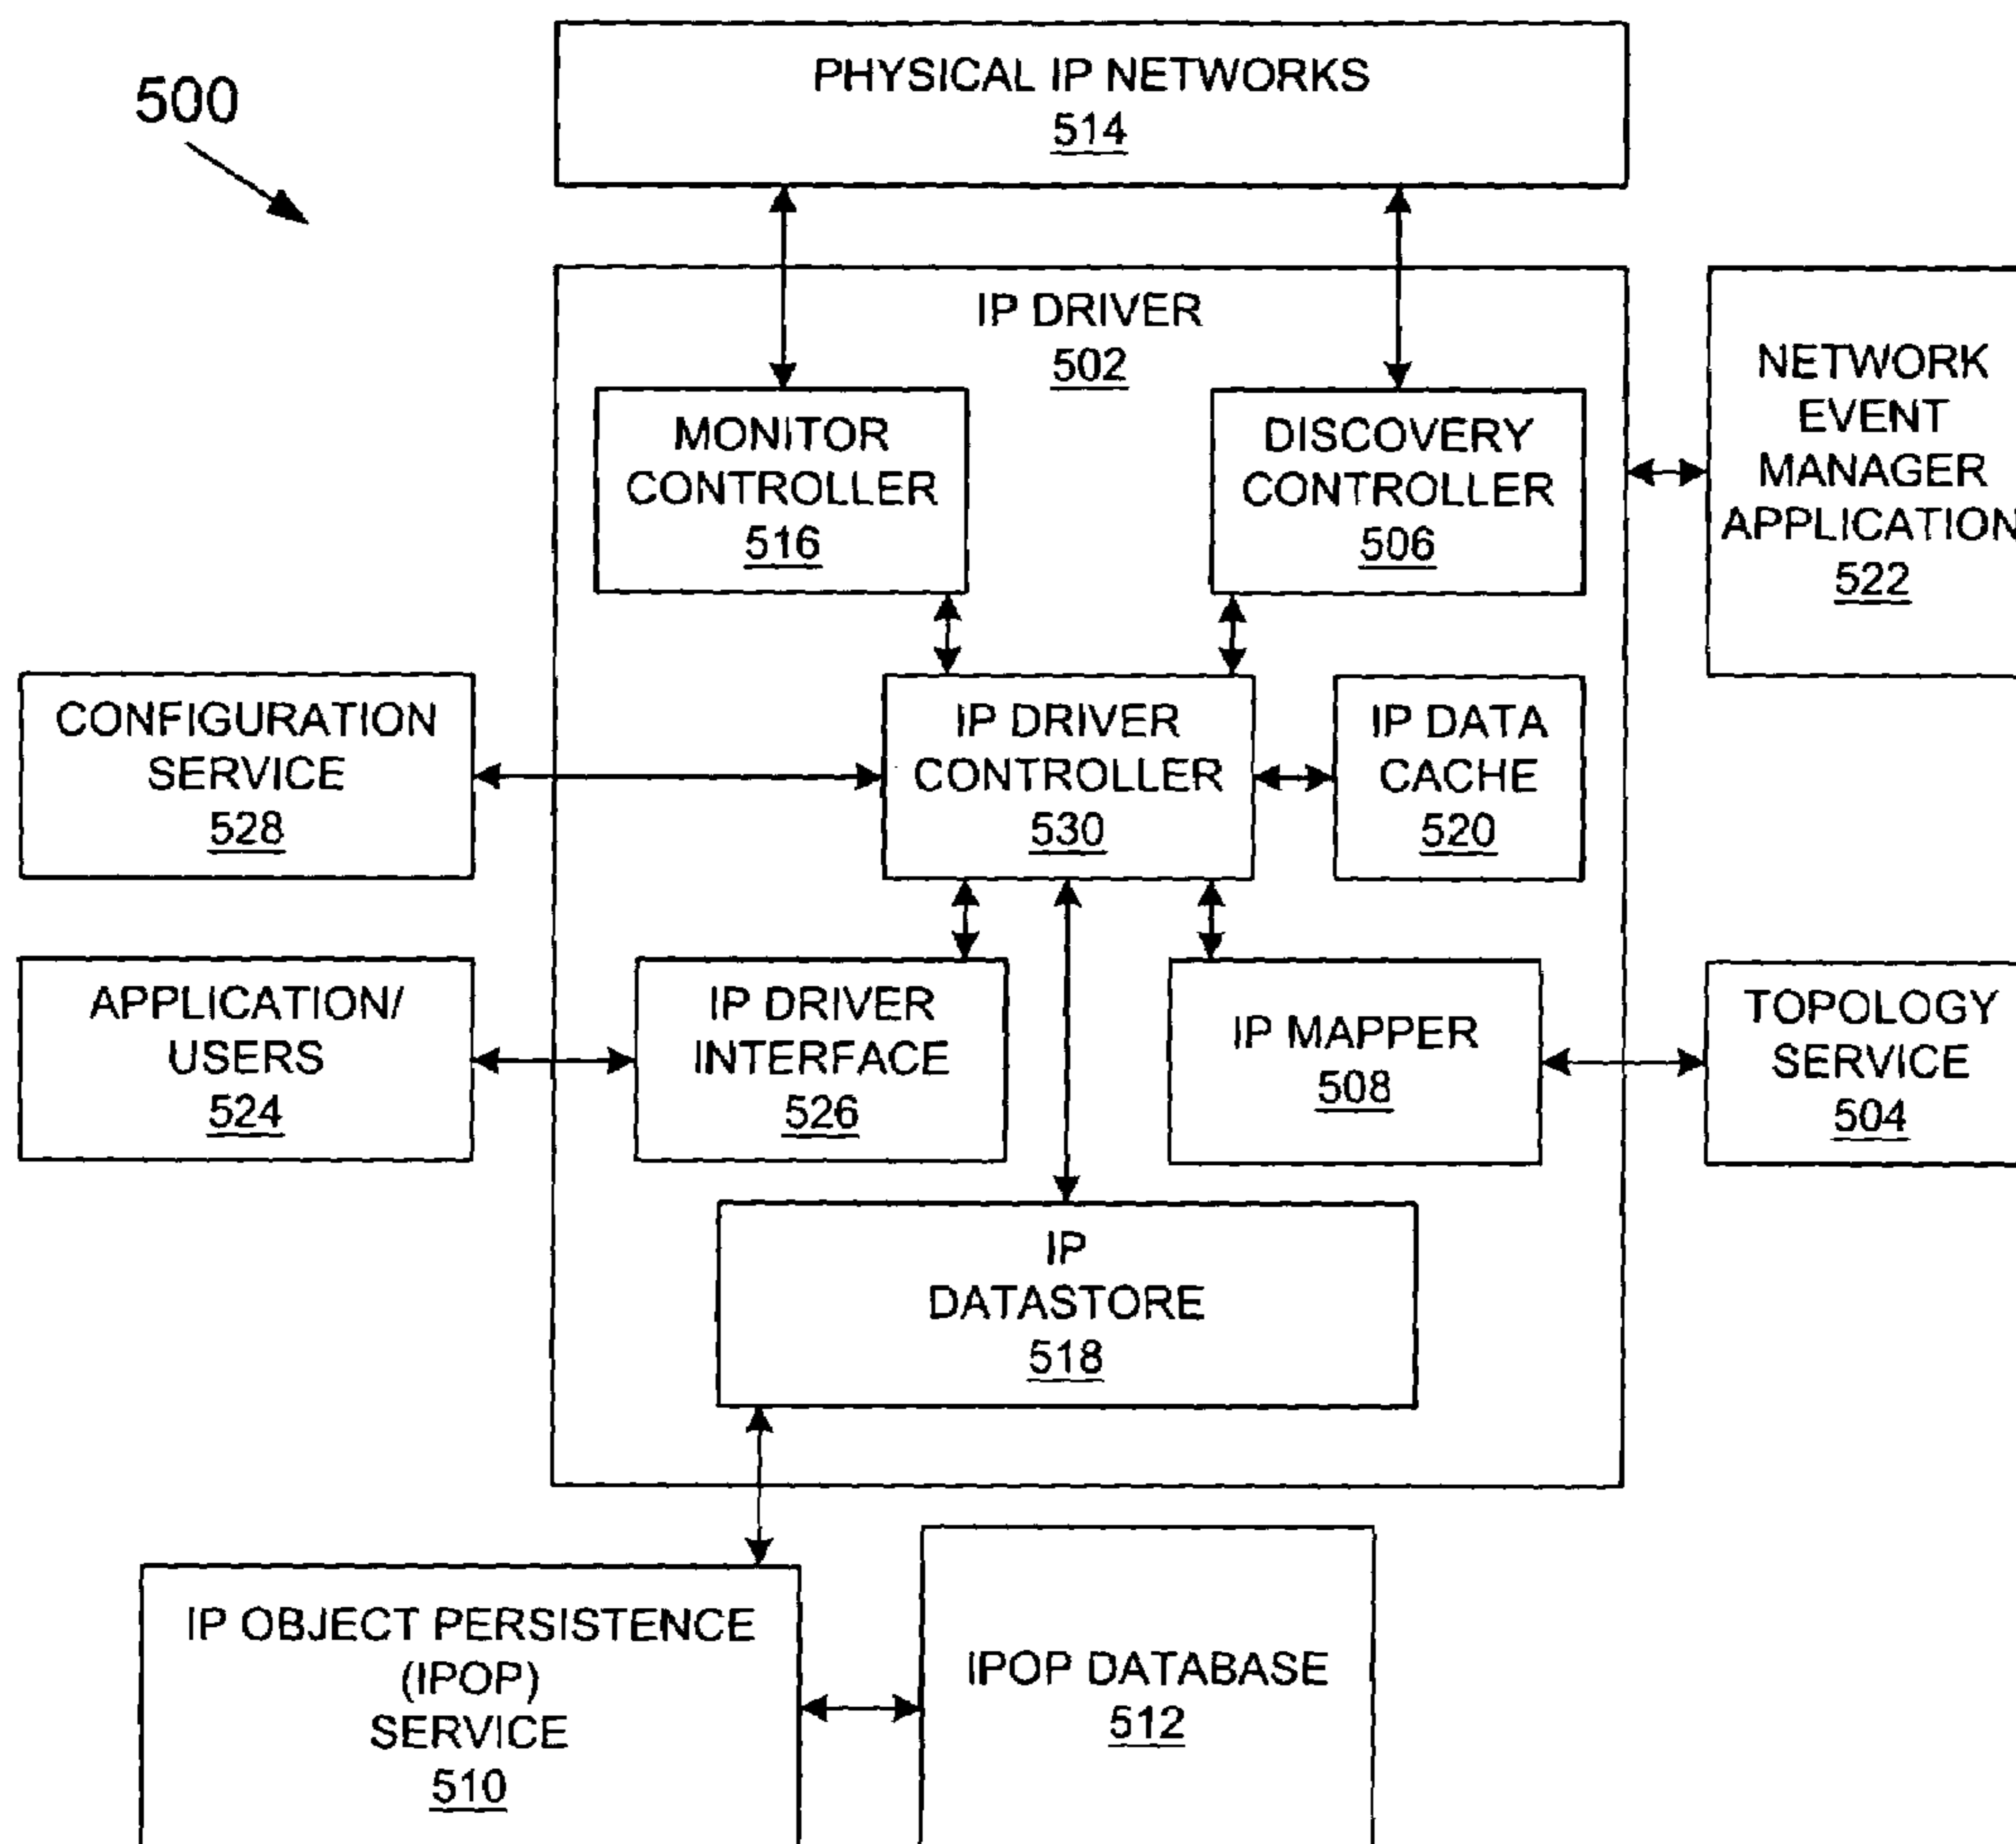 500
PHYSICAL IP NETWORKS
514
IP DRIVER
502
MONITOR
CONTROLLER
516
DISCOVERY
CONTROLLER
506
NETWORK
EVENT
MANAGER
APPLICATION
522
CONFIGURATION
SERVICE
528
IP DRIVER
CONTROLLER
530
IP DATA
CACHE
520
APPLICATION/
USERS
524
IP DRIVER
INTERFACE
526
IP MAPPER
508
TOPOLOGY
SERVICE
504
IP
DATASTORE
518
IP OBJECT PERSISTENCE
(IPOP)
SERVICE
510
IPOP DATABASE
512